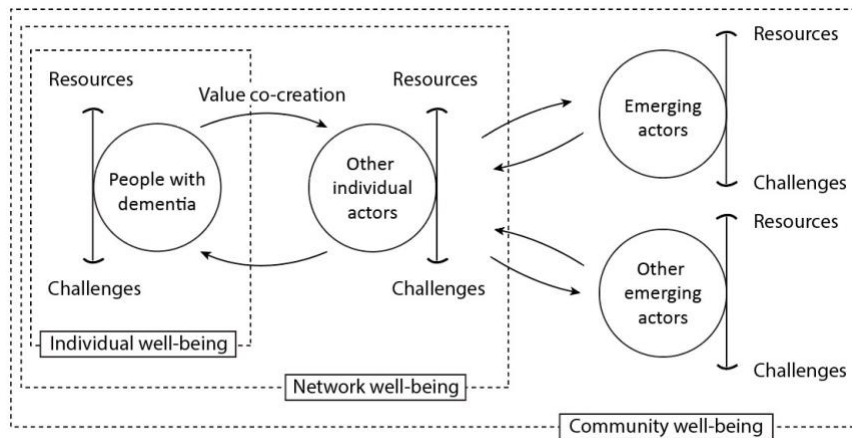 Resources
Value co-creation
People with
dementia
Challenges
Individual well-being
Resources
Other
individual
actors
Challenges
Network well-being
Resources
Emerging
actors
Challenges
Resources
Other
emerging
actors
Challenges
Community well-being